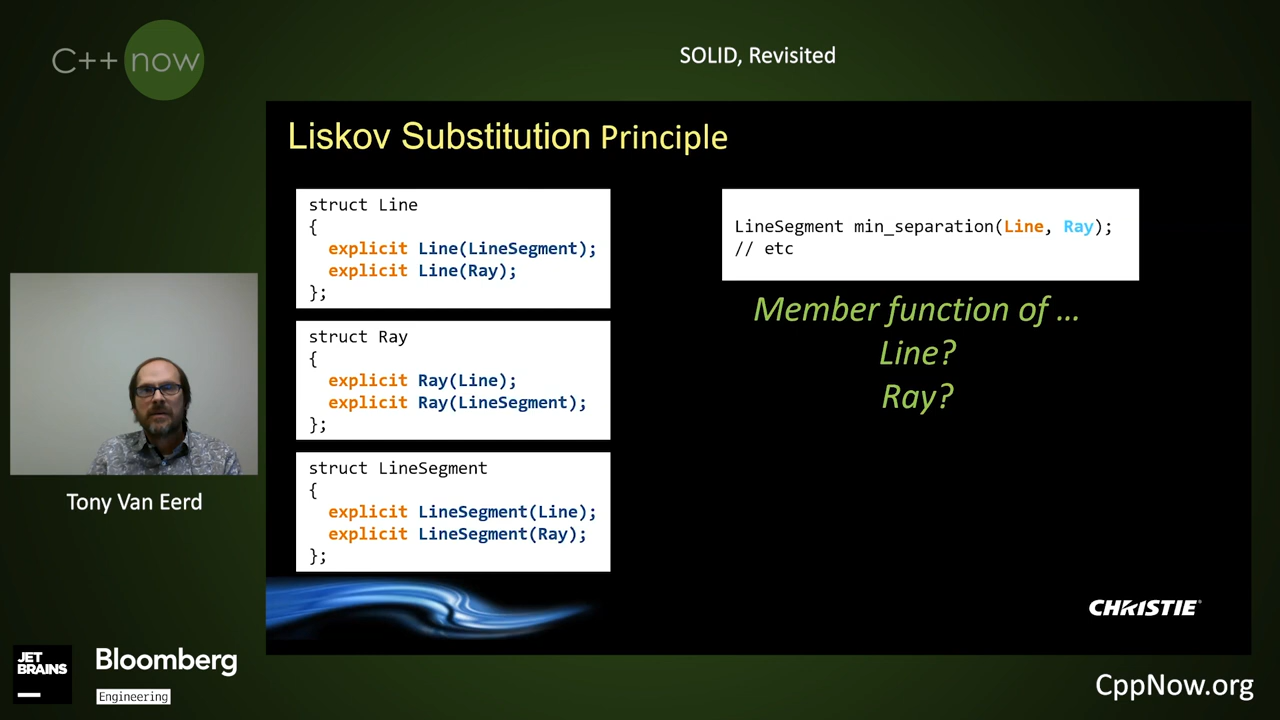 C++ now
SOLID, Revisited
Liskov Substitution Principle
struct Line
{
  explicit Line(LineSegment);
  explicit Line(Ray);
};
struct Ray
{
  explicit Ray(Line);
  explicit Ray(LineSegment);
};
struct LineSegment
{
  explicit LineSegment(Line);
  explicit LineSegment(Ray);
};
LineSegment min_separation(Line, Ray);
// etc
Member function of …
Line?
Ray?
CHRISTIE
Tony Van Eerd
JET
BRAINS
Bloomberg
Engineering
CppNow.org